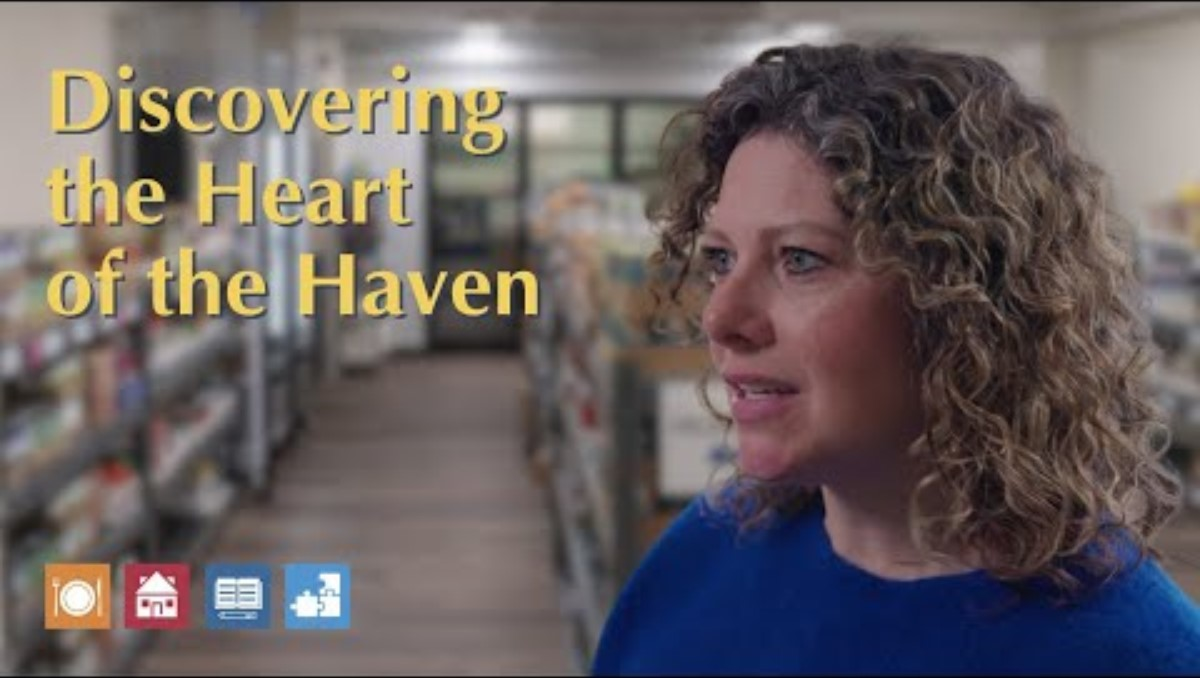 Discovering
the Heart
of the Haven